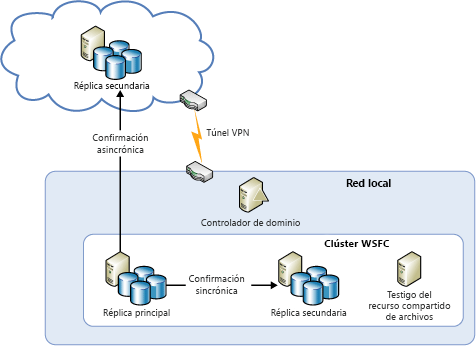 Réplica secundaria
Confirmación
asincrónica
Túnel VPN
Red local
Controlador de dominio
Clúster WSFC
Réplica principal
Confirmación
sincrónica
Réplica secundaria
Testigo del
recurso compartido
de archivos